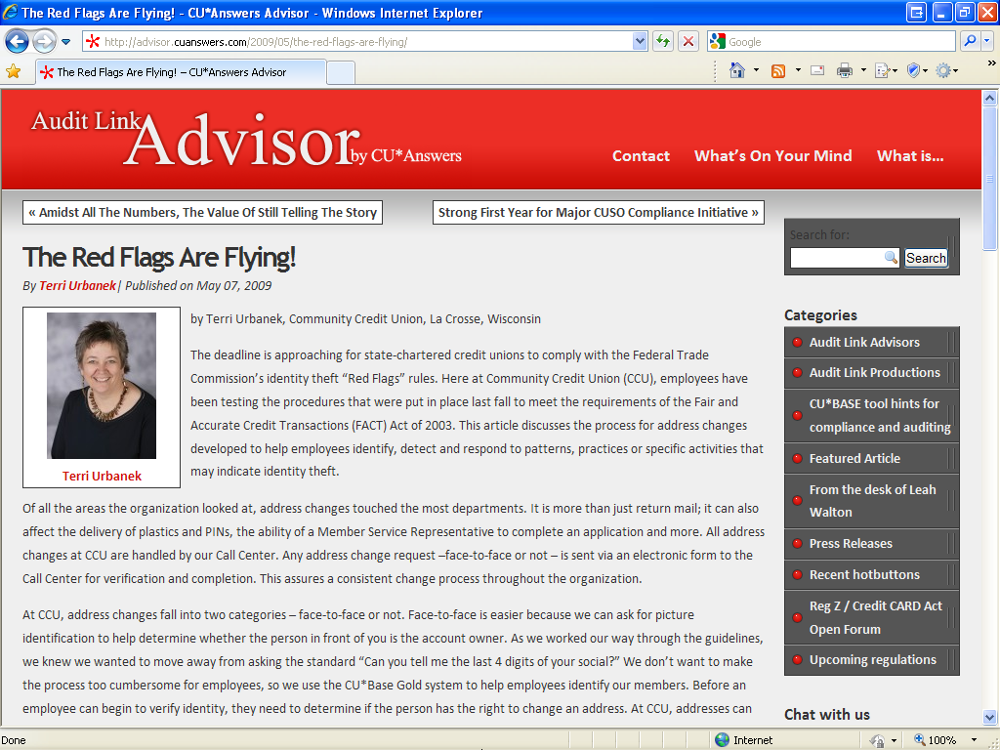 The Red Flags Are Flying! - CU*Answers Advisor - Windows Internet Explorer
http://advisor.cuanswers.com/2009/05/the-red-flags-are-flying/
Google
The Red Flags Are Flying! – CU*Answers Advisor
Audit Link Advisor by CU*Answers
Contact What's On Your Mind What is...
« Amidst All The Numbers, The Value Of Still Telling The Story
Strong First Year for Major CUSO Compliance Initiative »
The Red Flags Are Flying!
By Terri Urbanek| Published on May 07, 2009
Terri Urbanek
by Terri Urbanek, Community Credit Union, La Crosse, Wisconsin
The deadline is approaching for state-chartered credit unions to comply with the Federal Trade
Commission's identity theft “Red Flags” rules. Here at Community Credit Union (CCU), employees have
been testing the procedures that were put in place last fall to meet the requirements of the Fair and
Accurate Credit Transactions (FACT) Act of 2003. This article discusses the process for address changes
developed to help employees identify, detect and respond to patterns, practices or specific activities that
may indicate identity theft.
Of all the areas the organization looked at, address changes touched the most departments. It is more than just return mail; it can also
affect the delivery of plastics and PINs, the ability of a Member Service Representative to complete an application and more. All address
changes at CCU are handled by our Call Center. Any address change request –face-to-face or not – is sent via an electronic form to the
Call Center for verification and completion. This assures a consistent change process throughout the organization.
At CCU, address changes fall into two categories – face-to-face or not. Face-to-face is easier because we can ask for picture
identification to help determine whether the person in front of you is the account owner. As we worked our way through the guidelines,
we knew we wanted to move away from asking the standard “Can you tell me the last 4 digits of your social?” We don't want to make
the process too cumbersome for employees, so we use the CU*Base Gold system to help employees identify our members. Before an
employee can begin to verify identity, they need to determine if the person has the right to change an address. At CCU, addresses can
Search for:
Search
Categories
Audit Link Advisors
Audit Link Productions
CU*BASE tool hints for
compliance and auditing
Featured Article
From the desk of Leah
Walton
Press Releases
Recent hotbuttons
Reg Z / Credit CARD Act
Open Forum
Upcoming regulations
Chat with us
Done
Internet
100%